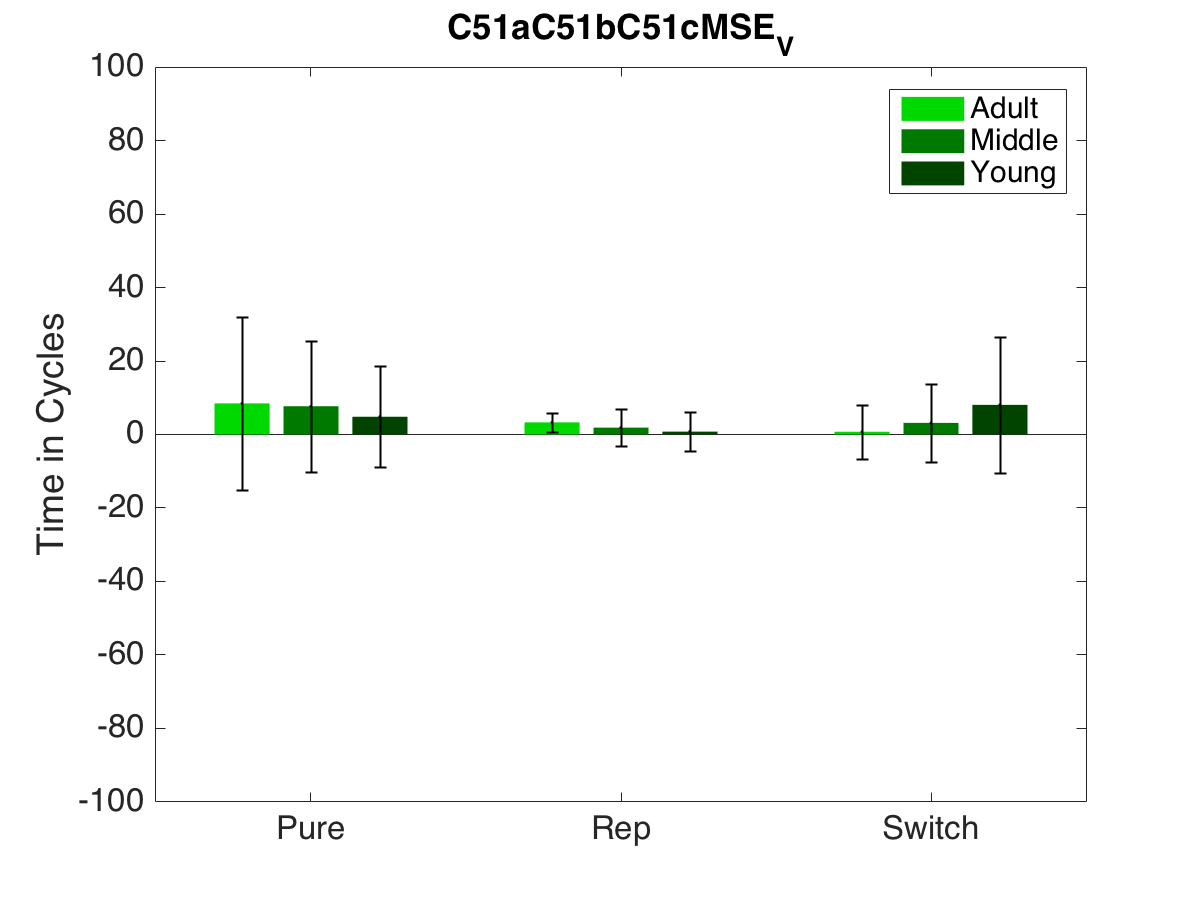 C51aC51bC51cMSE_V
100
80
60
40
20
0
-20
-40
-60
-80
-100
Time in Cycles
Adult
Middle
Young
Pure
Rep
Switch